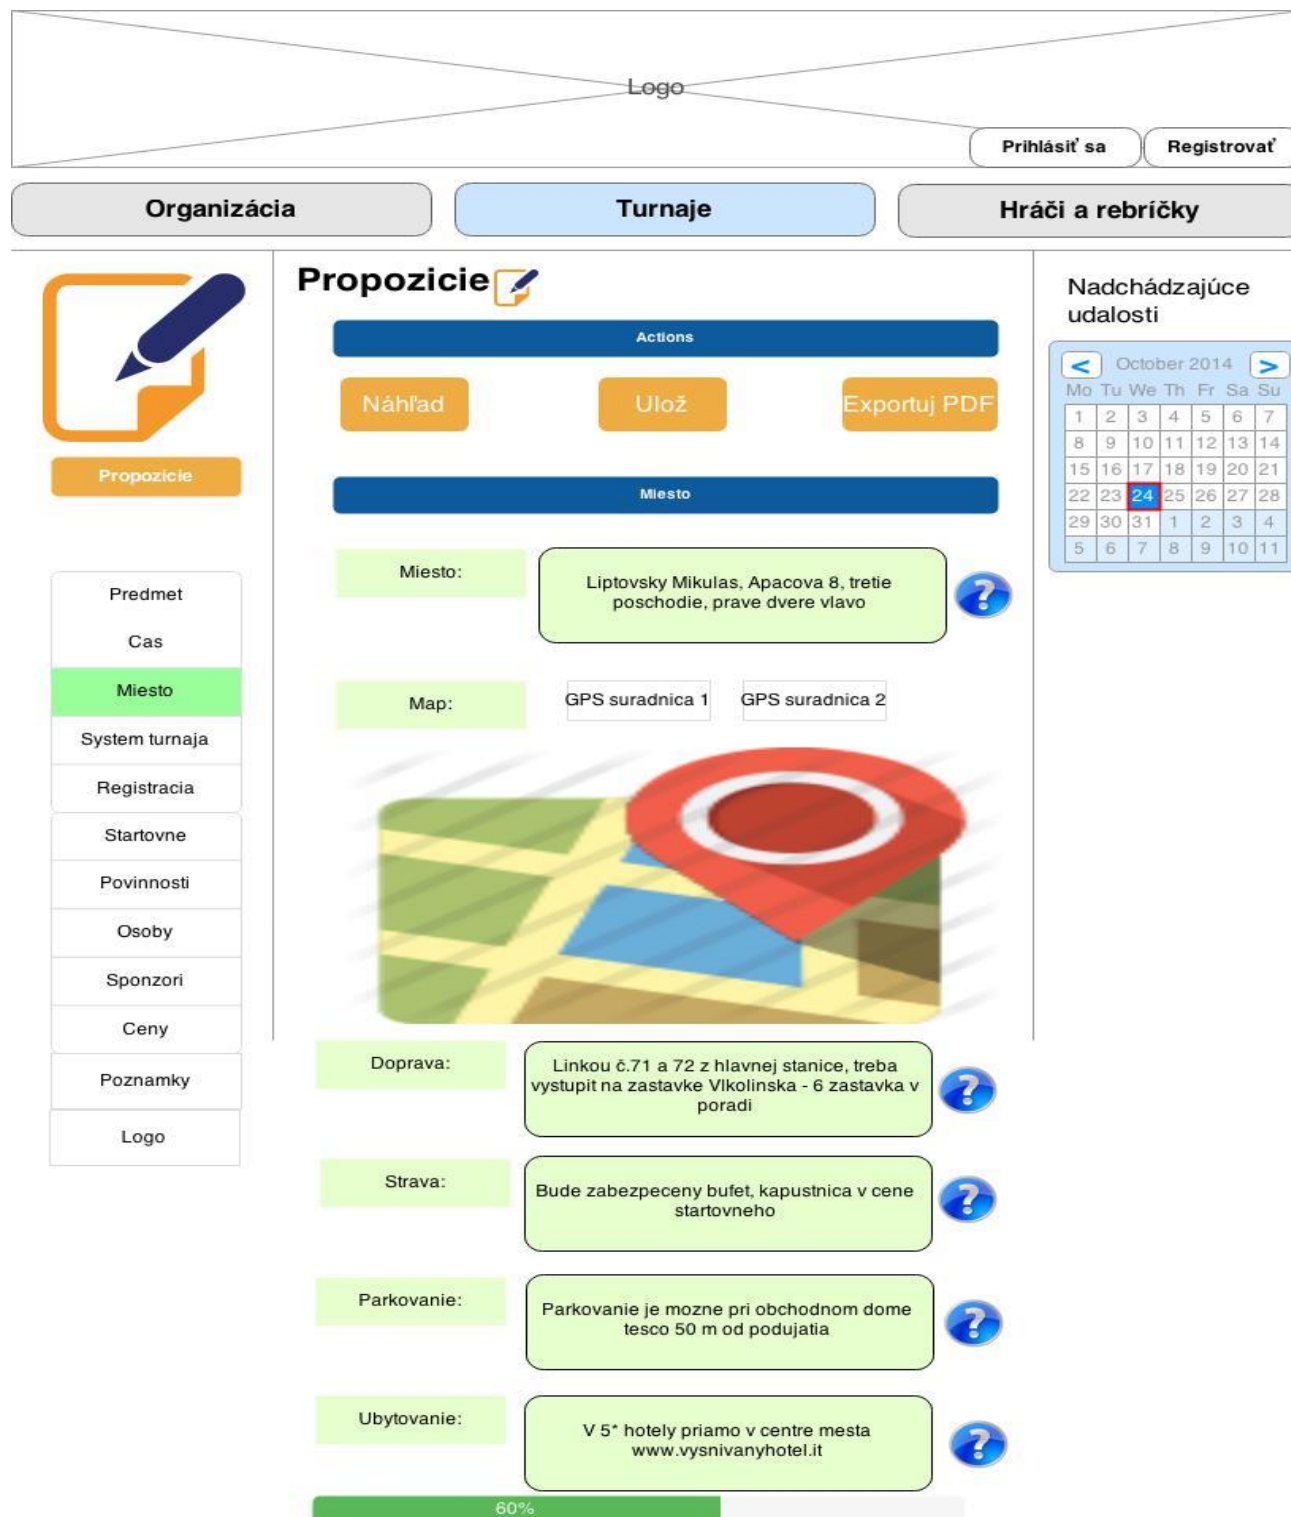 Logo
Prihlásiť sa
Registrovať
Organizácia
Turnaje
Hráči a rebríčky
Propozicie
Propozicie
Predmet
Cas
Miesto
System turnaja
Registracia
Startovne
Povinnosti
Osoby
Sponzori
Ceny
Poznamky
Logo
Actions
Náhľad
Ulož
Exportuj PDF
Miesto
Miesto:
Liptovsky Mikulas, Apacova 8, tretie
poschodie, prave dvere vlavo
?
Map:
GPS suradnica 1
GPS suradnica 2
Doprava:
Linkou č.71 a 72 z hlavnej stanice, treba
vystupit na zastavke Vlkolinska - 6 zastavka v
poradi
?
Strava:
Bude zabezpeceny bufet, kapustnica v cene
startovneho
?
Parkovanie:
Parkovanie je mozne pri obchodnom dome
tesco 50 m od podujatia
?
Ubytovanie:
V 5* hotely priamo v centre mesta
www.vysnivanyhotel.it
?
60%
Nadchádzajúce
udalosti
< October 2014 >
Mo Tu We Th Fr Sa Su
1 2 3 4 5 6 7
8 9 10 11 12 13 14
15 16 17 18 19 20 21
22 23 24 25 26 27 28
29 30 31 1 2 3 4
5 6 7 8 9 10 11